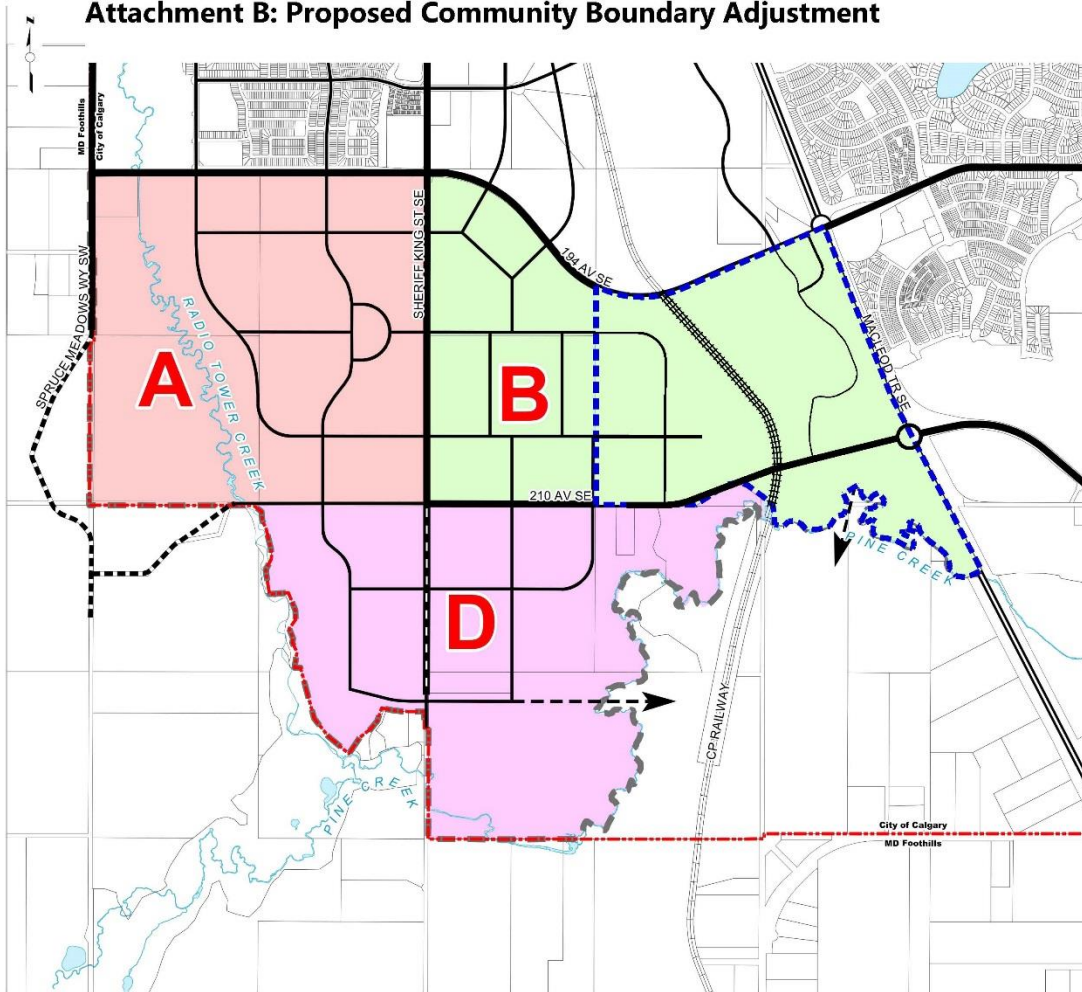 Attachment B: Proposed Community Boundary Adjustment
N
MD Foothills
City of Calgary
SPRUCE MEADOWS WY SW
RADIO TOWER CREEK
SHERIFF KING ST SE
194 AV SE
MACLEOD TR SE
A
B
210 AV SE
PINE CREEK
D
CP RAILWAY
PINE CREEK
City of Calgary
MD Foothills